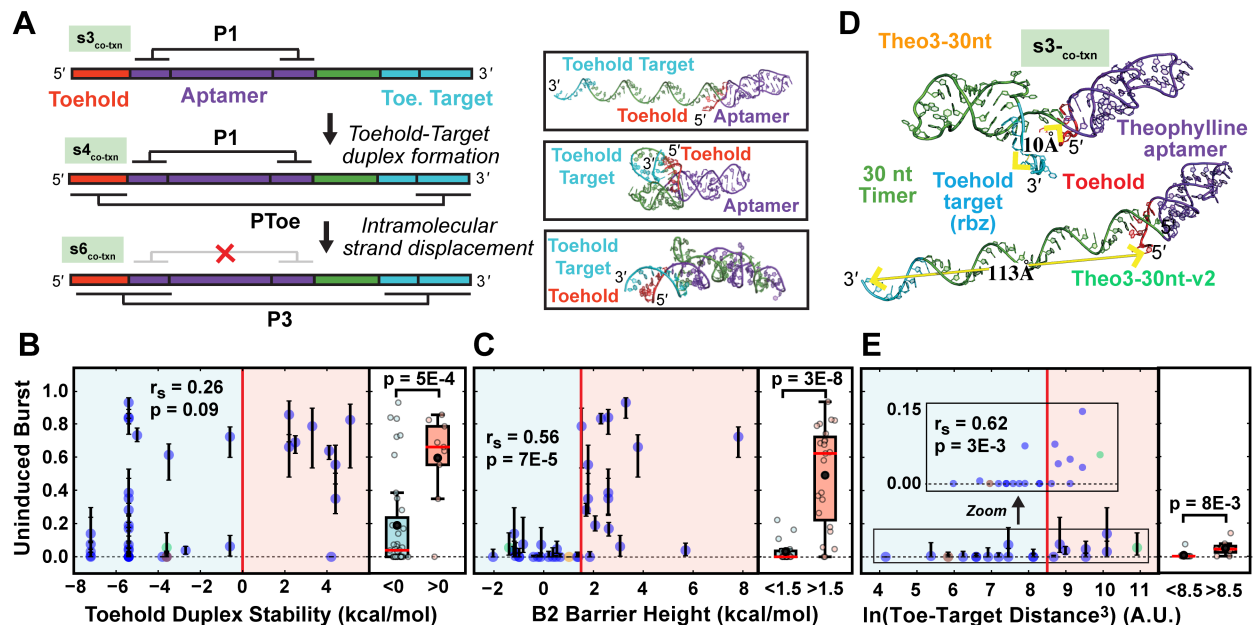 A
s3co-txn
P1
5′
3′
Toehold
Aptamer
Toe. Target
Toehold-Target
duplex formation
s4co-txn
P1
5′
3′
PToe
Intramolecular
strand displacement
s6co-txn
5′
3′
P3
Toehold Target
3′
Toehold
5′
Aptamer
Toehold
Target
3′
5′
Toehold
Aptamer
Toehold
Target
3′
5′
Toehold
D
Theo3-30nt
s3-co-txn
10Å
5′
Theophylline
aptamer
30 nt
Timer
Toehold
target
(rbz)
3′
Toehold
5′
3′
113Å
Theo3-30nt-v2
B
Uninduced Burst
1.0
0.8
0.6
0.4
0.2
0.0
rs = 0.26
p = 0.09
p = 5E-4
−8 −6 −4 −2 0 2 4
<0 >0
Toehold Duplex Stability (kcal/mol)
C
rs = 0.56
p = 7E-5
p = 3E-8
−2 0 2 4 6 8
<1.5 >1.5
B2 Barrier Height (kcal/mol)
E
0.15
rs = 0.62
p = 3E-3
0.00
Zoom
p = 8E-3
4 5 6 7 8 9 10 11
<8.5 >8.5
ln(Toe-Target Distance³) (A.U.)